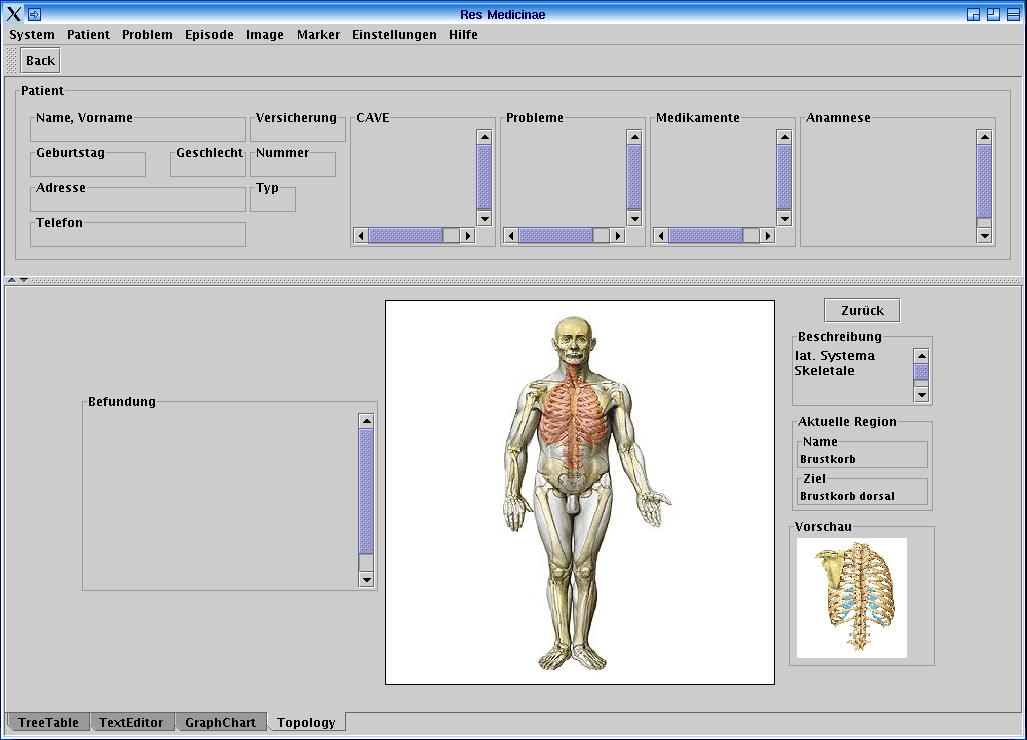 Res Medicinae
System Patient Problem Episode Image Marker Einstellungen Hilfe
Back
Patient
Name, Vorname
Versicherung
CAVE
Probleme
Medikamente
Anamnese
Geburtstag
Geschlecht
Nummer
Adresse
Typ
Telefon
Zurück
Beschreibung
lat. Systema
Skeletale
Befundung
Aktuelle Region
Name
Brustkorb
Ziel
Brustkorb dorsal
Vorschau
TreeTable TextEditor GraphChart Topology